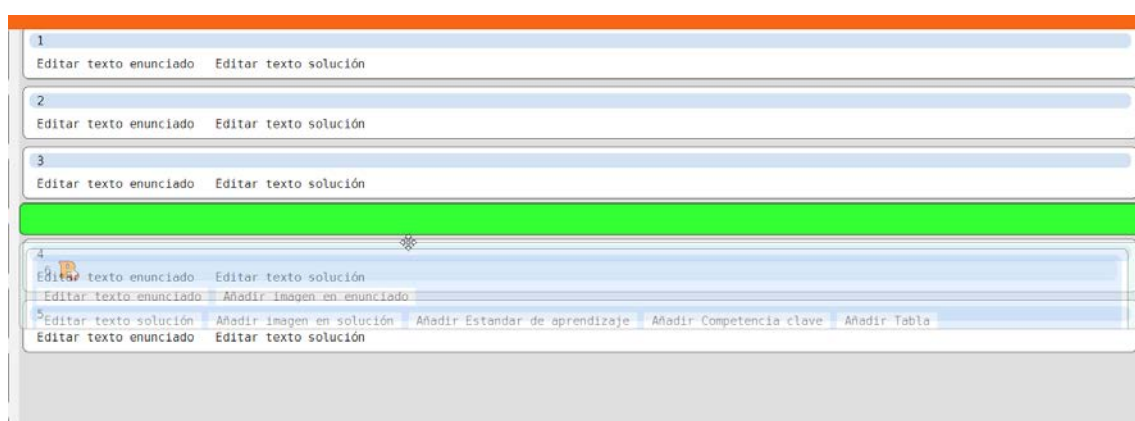 1
Editar texto enunciado Editar texto solución
2
Editar texto enunciado Editar texto solución
3
Editar texto enunciado Editar texto solución
4
Editar texto enunciado Editar texto solución
Editar texto enunciado Añadir imagen en enunciado
5
Editar texto solución Añadir imagen en solución Añadir Estandar de aprendizaje Añadir Competencia clave Añadir Tabla
Editar texto enunciado Editar texto solución